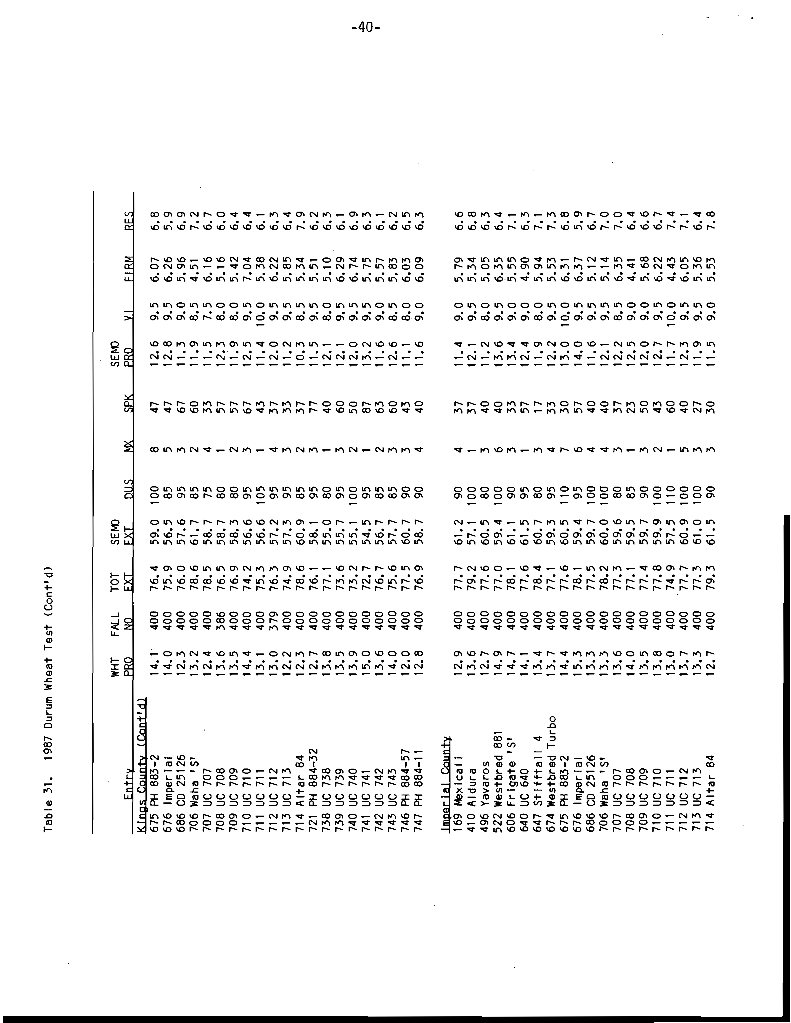 -40-
Table 31. 1987 Durum Wheat Test (Cont'd)
WHT FALL TOT SEMO SEMO
Entry PRO NO EXT EXT DUS MX SPK PRO VI FIRM RES
Kings County (Cont'd)
675 PH 883-2 14.1 400 76.4 59.0 100 8 47 12.6 9.5 6.07 6.8
676 Imperial 14.0 400 75.9 56.5 85 5 47 12.8 9.5 6.26 5.9
686 CD 25126 12.3 400 76.0 57.6 95 3 67 11.3 9.0 5.96 6.9
706 Waha 'S' 13.2 400 78.6 61.7 85 2 60 11.9 8.5 4.51 7.2
707 UC 707 12.4 400 78.5 58.7 75 4 33 11.5 7.5 6.16 6.7
708 UC 708 13.6 386 76.5 58.7 80 1 57 12.3 8.0 5.16 6.0
709 UC 709 13.5 400 76.9 58.3 80 2 57 11.9 8.0 5.42 6.4
710 UC 710 14.4 400 74.2 56.6 95 3 67 12.5 9.5 7.04 6.4
711 UC 711 13.1 400 75.3 56.6 105 1 43 11.4 10.0 5.38 6.1
712 UC 712 13.0 379 76.3 57.2 95 4 37 12.0 9.5 6.22 6.3
713 UC 713 12.2 400 74.9 57.3 95 3 33 11.2 9.5 5.85 6.4
714 Altar 84 12.3 400 78.6 60.9 85 2 37 10.3 8.5 5.34 7.9
721 PH 884-32 12.7 400 76.1 58.1 95 3 77 11.5 9.5 5.51 6.2
738 UC 738 13.8 400 77.1 55.0 80 1 40 12.1 8.0 5.10 6.3
739 UC 739 13.5 400 73.6 55.7 95 3 60 12.1 9.5 6.29 6.1
740 UC 740 13.9 400 73.2 55.1 100 2 50 12.0 9.5 6.74 6.9
741 UC 741 15.0 400 72.7 54.5 95 1 87 13.2 9.0 5.75 6.3
742 UC 742 13.6 400 76.7 56.7 85 2 63 11.6 9.5 5.57 6.1
743 UC 743 14.0 400 75.6 57.7 85 3 60 12.6 8.5 5.83 6.2
746 PH 884-57 12.0 400 77.5 60.7 90 3 43 11.1 8.0 6.03 6.5
747 PH 884-11 12.8 400 76.9 58.7 90 4 40 11.6 9.0 6.09 6.3
Imperial County
169 Mexicali 12.9 400 77.7 61.2 90 4 37 11.4 9.0 5.79 6.6
410 Aldura 13.6 400 79.2 57.1 100 1 37 12.1 9.5 5.34 6.8
496 Yavaros 12.7 400 77.6 60.5 80 3 40 11.2 8.0 5.05 6.3
522 Westbred 881 14.9 400 77.0 59.4 100 6 40 13.6 9.5 6.35 6.4
606 Frigate 'S' 14.7 400 78.1 61.1 90 3 33 13.4 9.0 5.55 7.1
640 UC 640 14.1 400 77.6 61.5 95 1 57 12.4 9.0 4.90 6.3
647 Stifftail 4 13.4 400 78.4 60.7 80 3 17 11.9 8.0 5.94 7.1
674 Westbred Turbo 13.7 400 77.1 59.3 95 4 33 12.2 9.5 5.53 7.3
675 PH 883-2 14.4 400 77.6 60.5 110 7 30 13.0 10.0 6.31 6.8
676 Imperial 15.3 400 78.1 59.4 95 6 57 14.0 9.5 6.37 5.9
686 CD 25126 13.3 400 77.5 59.7 100 4 40 11.6 9.5 5.12 6.7
706 Waha 'S' 13.3 400 78.2 60.0 100 4 40 12.1 9.5 5.14 7.0
707 UC 707 13.6 400 77.3 59.6 80 3 37 12.2 8.5 6.35 7.0
708 UC 708 14.0 400 77.1 59.5 85 1 23 12.3 9.0 4.41 6.4
709 UC 709 13.5 400 77.4 59.7 90 3 50 12.0 9.0 5.68 6.6
710 UC 710 13.8 400 77.8 59.9 100 2 43 12.7 9.5 6.22 6.7
711 UC 711 13.0 400 74.9 57.5 110 1 60 11.7 10.0 4.43 7.4
712 UC 712 13.7 400 77.7 60.9 100 5 40 12.3 9.5 6.05 7.1
713 UC 713 13.3 400 77.3 61.0 95 3 27 11.9 9.5 5.36 6.4
714 Altar 84 12.7 400 79.3 61.5 90 3 30 11.5 9.0 5.53 7.8